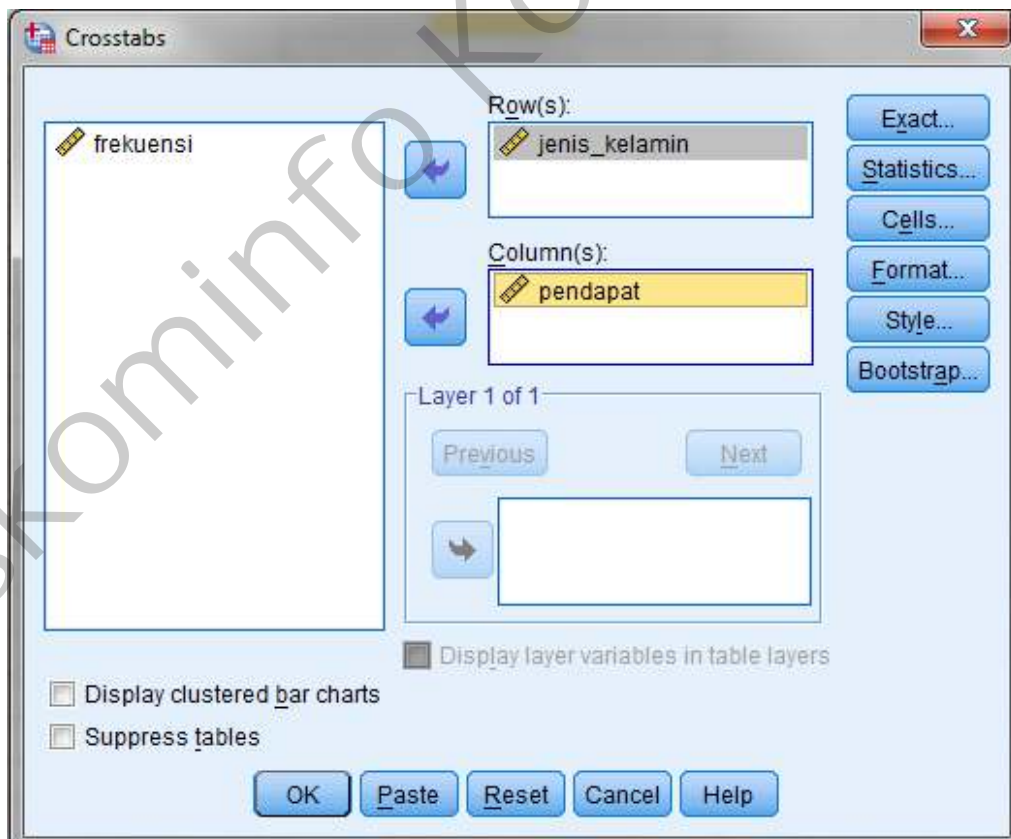 Crosstabs
frekuensi
Row(s):
jenis_kelamin
Column(s):
pendapat
Layer 1 of 1
Previous
Next
Display layer variables in table layers
Exact...
Statistics...
Cells...
Format...
Style...
Bootstrap...
Display clustered bar charts
Suppress tables
OK
Paste
Reset
Cancel
Help